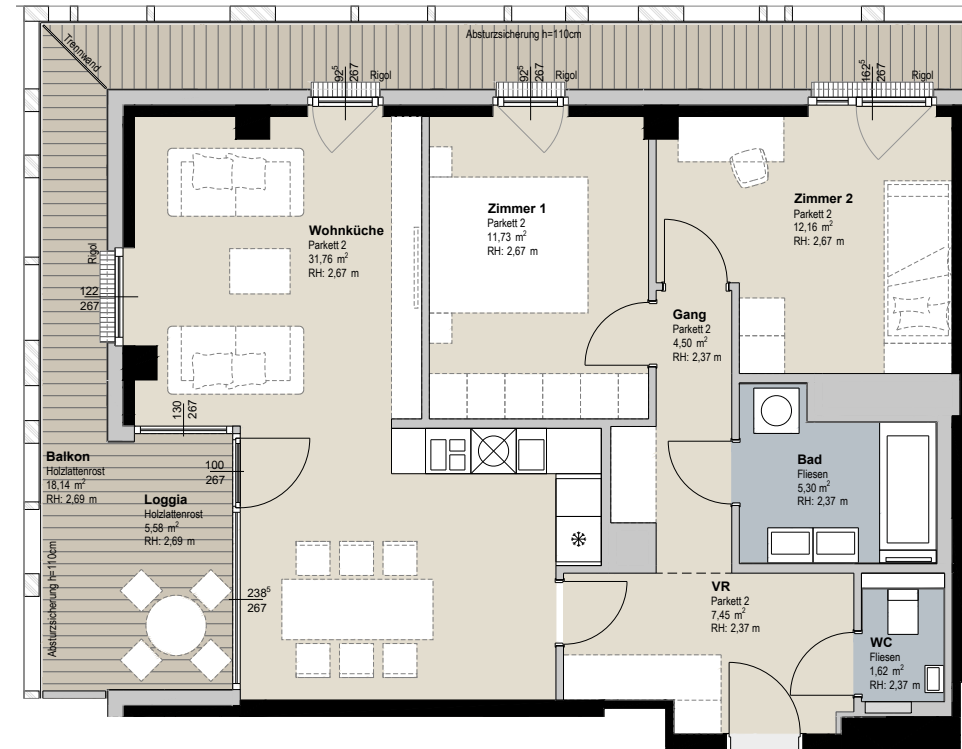 Absturzsicherung h=110cm
Trennwand
92⁵
267
Rigol
92⁵
267
Rigol
162⁵
267
Rigol
Wohnküche
Parkett 2
31,76 m²
RH: 2,67 m
Zimmer 1
Parkett 2
11,73 m²
RH: 2,67 m
Zimmer 2
Parkett 2
12,16 m²
RH: 2,67 m
Rigol
122
267
Gang
Parkett 2
4,50 m²
RH: 2,37 m
130
267
Balkon
Holzlattenrost
18,14 m²
RH: 2,69 m
100
267
Loggia
Holzlattenrost
5,58 m²
RH: 2,69 m
Bad
Fliesen
5,30 m²
RH: 2,37 m
Absturzsicherung h=110cm
238⁵
267
VR
Parkett 2
7,45 m²
RH: 2,37 m
WC
Fliesen
1,62 m²
RH: 2,37 m